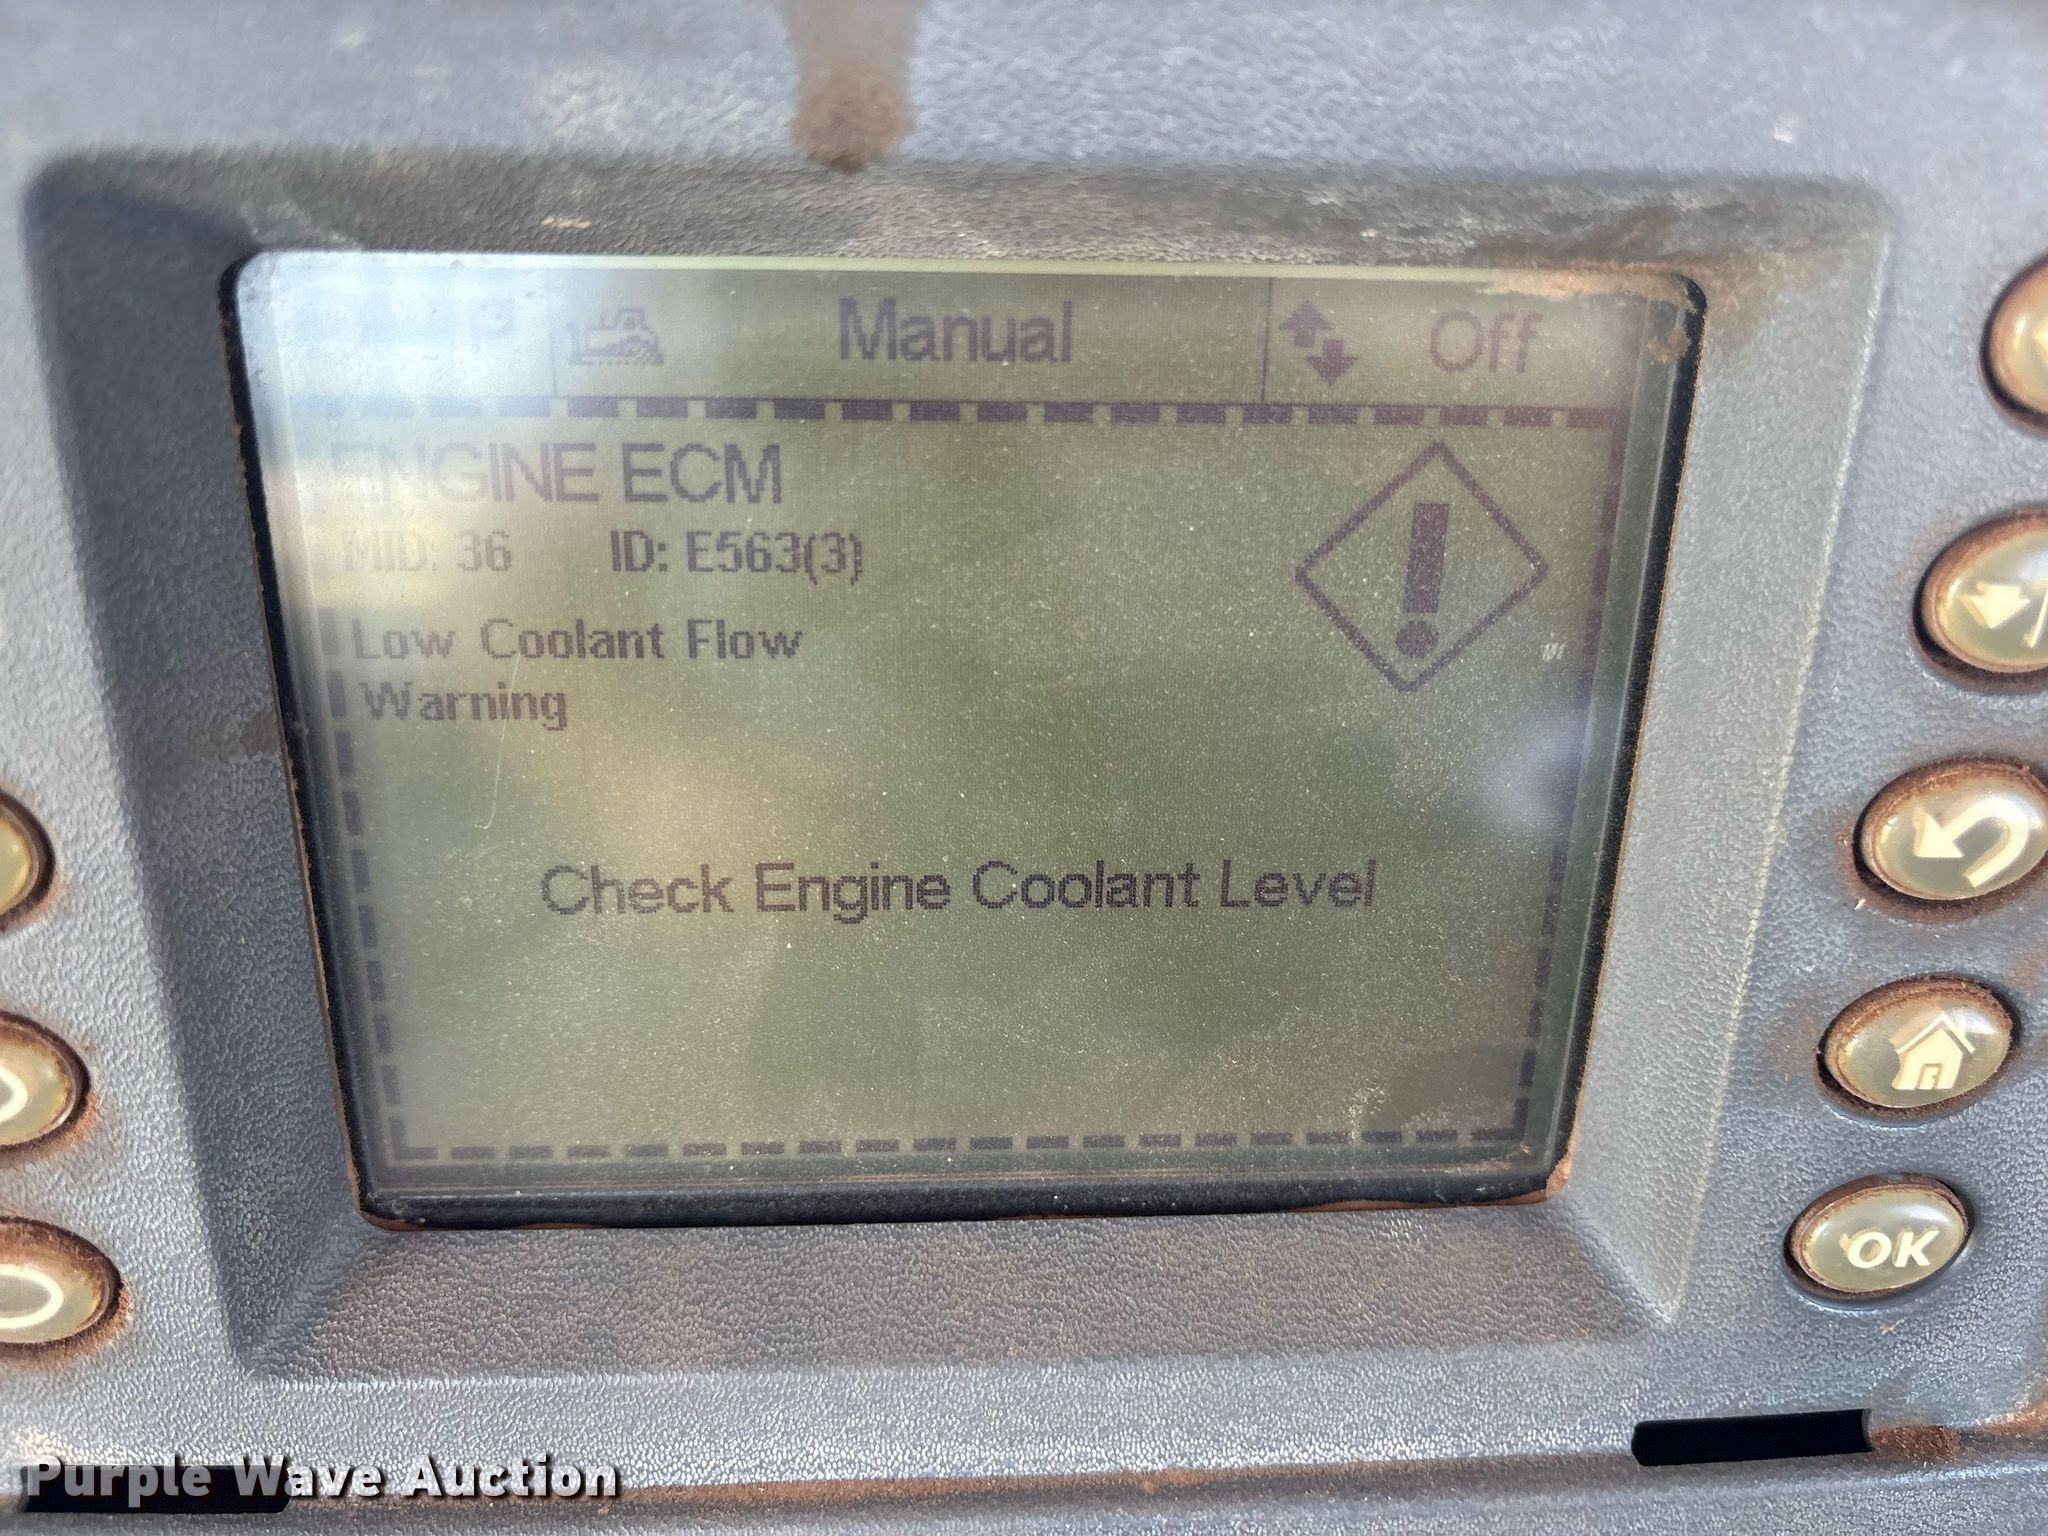 P Manual Off
ENGINE ECM
MID: 36 ID: E563(3)
Low Coolant Flow
Warning
Check Engine Coolant Level
OK
Purple Wave Auction